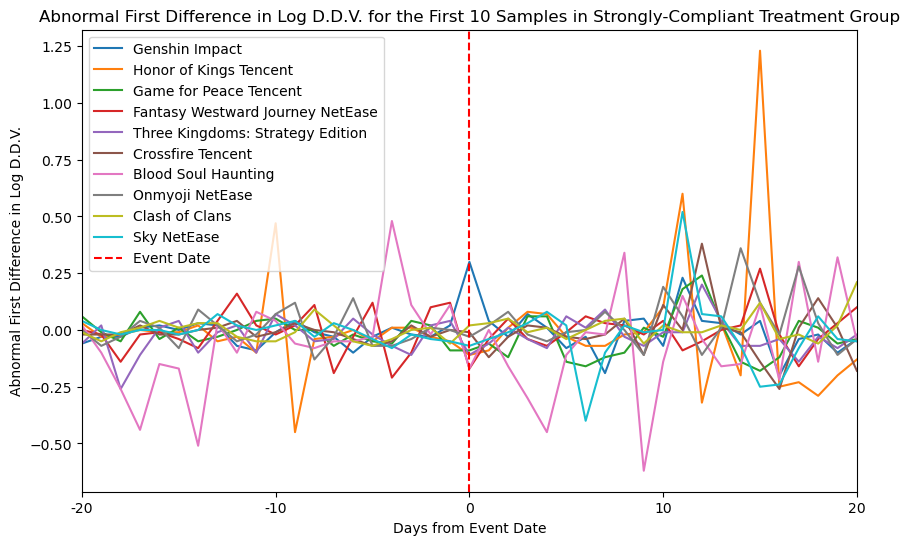 Abnormal First Difference in Log D.D.V. for the First 10 Samples in Strongly-Compliant Treatment Group
Abnormal First Difference in Log D.D.V.
1.25
1.00
0.75
0.50
0.25
0.00
−0.25
−0.50
Genshin Impact
Honor of Kings Tencent
Game for Peace Tencent
Fantasy Westward Journey NetEase
Three Kingdoms: Strategy Edition
Crossfire Tencent
Blood Soul Haunting
Onmyoji NetEase
Clash of Clans
Sky NetEase
Event Date
-20
-10
0
10
20
Days from Event Date